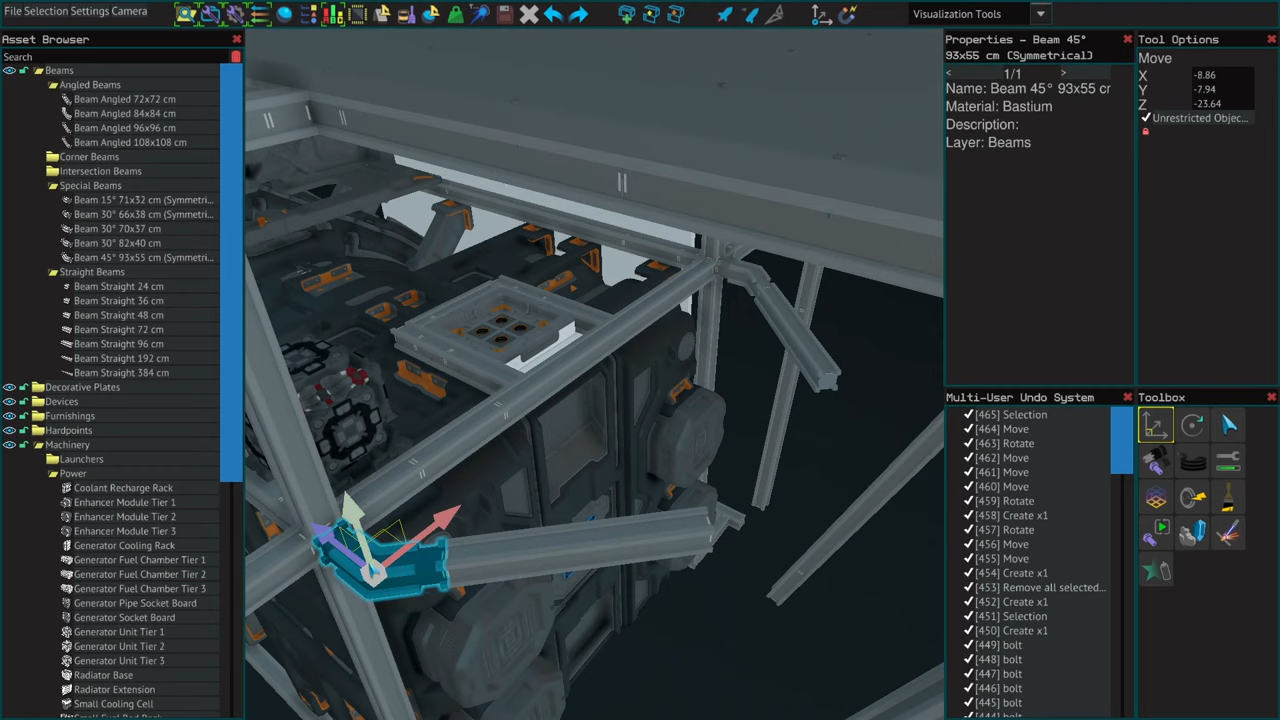 File Selection Settings Camera
Visualization Tools
Asset Browser
Search
Beams
Angled Beams
Beam Angled 72x72 cm
Beam Angled 84x84 cm
Beam Angled 96x96 cm
Beam Angled 108x108 cm
Corner Beams
Intersection Beams
Special Beams
Beam 15° 71x32 cm (Symmetri...
Beam 30° 66x38 cm (Symmetri...
Beam 30° 70x37 cm
Beam 30° 82x40 cm
Beam 45° 93x55 cm (Symmetri...
Straight Beams
Beam Straight 24 cm
Beam Straight 36 cm
Beam Straight 48 cm
Beam Straight 72 cm
Beam Straight 96 cm
Beam Straight 192 cm
Beam Straight 384 cm
Decorative Plates
Devices
Furnishings
Hardpoints
Machinery
Launchers
Power
Coolant Recharge Rack
Enhancer Module Tier 1
Enhancer Module Tier 2
Enhancer Module Tier 3
Generator Cooling Rack
Generator Fuel Chamber Tier 1
Generator Fuel Chamber Tier 2
Generator Fuel Chamber Tier 3
Generator Pipe Socket Board
Generator Socket Board
Generator Unit Tier 1
Generator Unit Tier 2
Generator Unit Tier 3
Radiator Base
Radiator Extension
Small Cooling Cell
Properties - Beam 45°
93x55 cm (Symmetrical)
< 1/1 >
Name: Beam 45° 93x55 cr
Material: Bastium
Description:
Layer: Beams
Tool Options
Move
X -8.86
Y -7.94
Z -23.64
Unrestricted Objec...
Multi-User Undo System
[465] Selection
[464] Move
[463] Rotate
[462] Move
[461] Move
[460] Move
[459] Rotate
[458] Create x1
[457] Rotate
[456] Move
[455] Move
[454] Create x1
[453] Remove all selected...
[452] Create x1
[451] Selection
[450] Create x1
[449] bolt
[448] bolt
[447] bolt
[446] bolt
[445] bolt
Toolbox